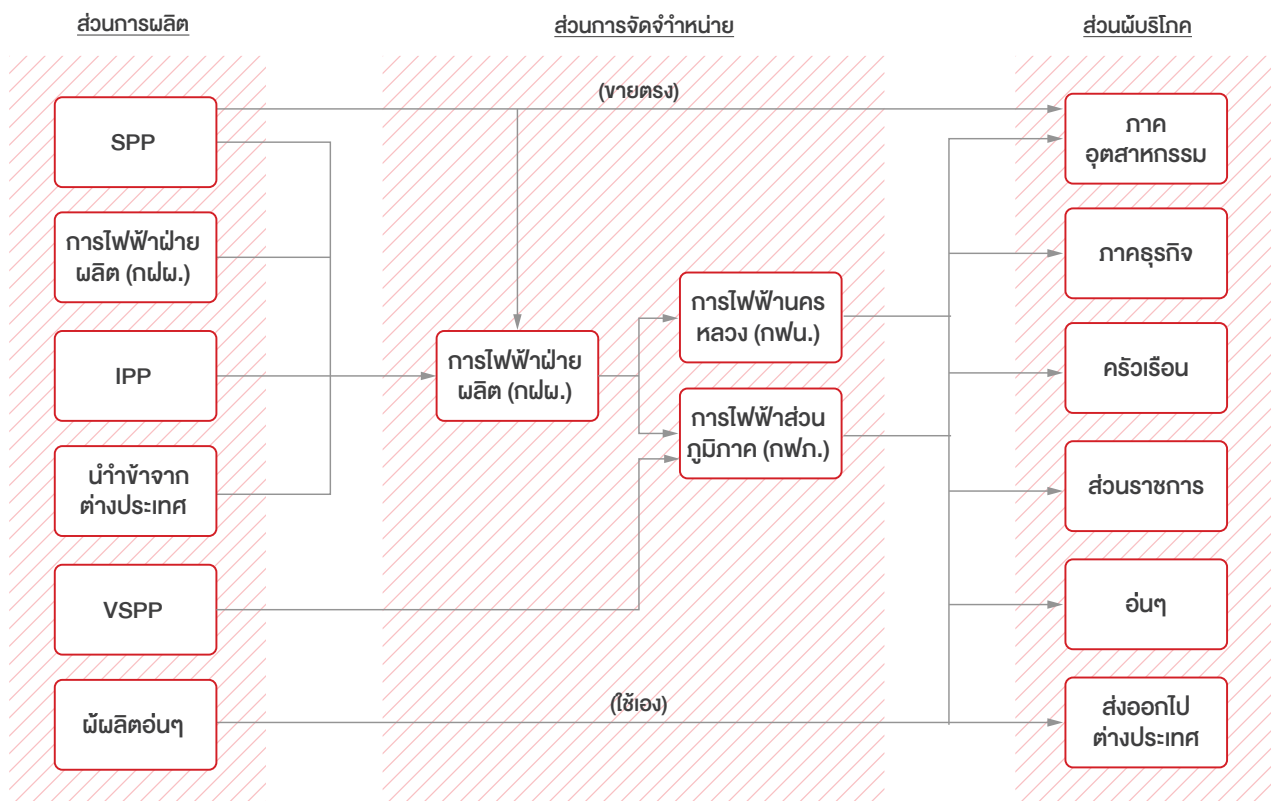 ส่วนการผลิต
ส่วนการจัดจำำหน่าย
ส่วนผู้บริโภค
(ขายตรง)
SPP
ภาค
อุตสาหกรรม
การไฟฟ้าฝ่าย
ผลิต (กฝผ.)
ภาคธุรกิจ
การไฟฟ้านคร
หลวง (กฟน.)
IPP
การไฟฟ้าฝ่าย
ผลิต (กฝผ.)
ครัวเรือน
การไฟฟ้าส่วน
ภูมิภาค (กฟภ.)
นำำข้าจาก
ต่างประเทศ
ส่วนราชการ
VSPP
อ่นๆ
(ใช้เอง)
ผู้ผลิตอ่นๆ
ส่งออกไป
ต่างประเทศ